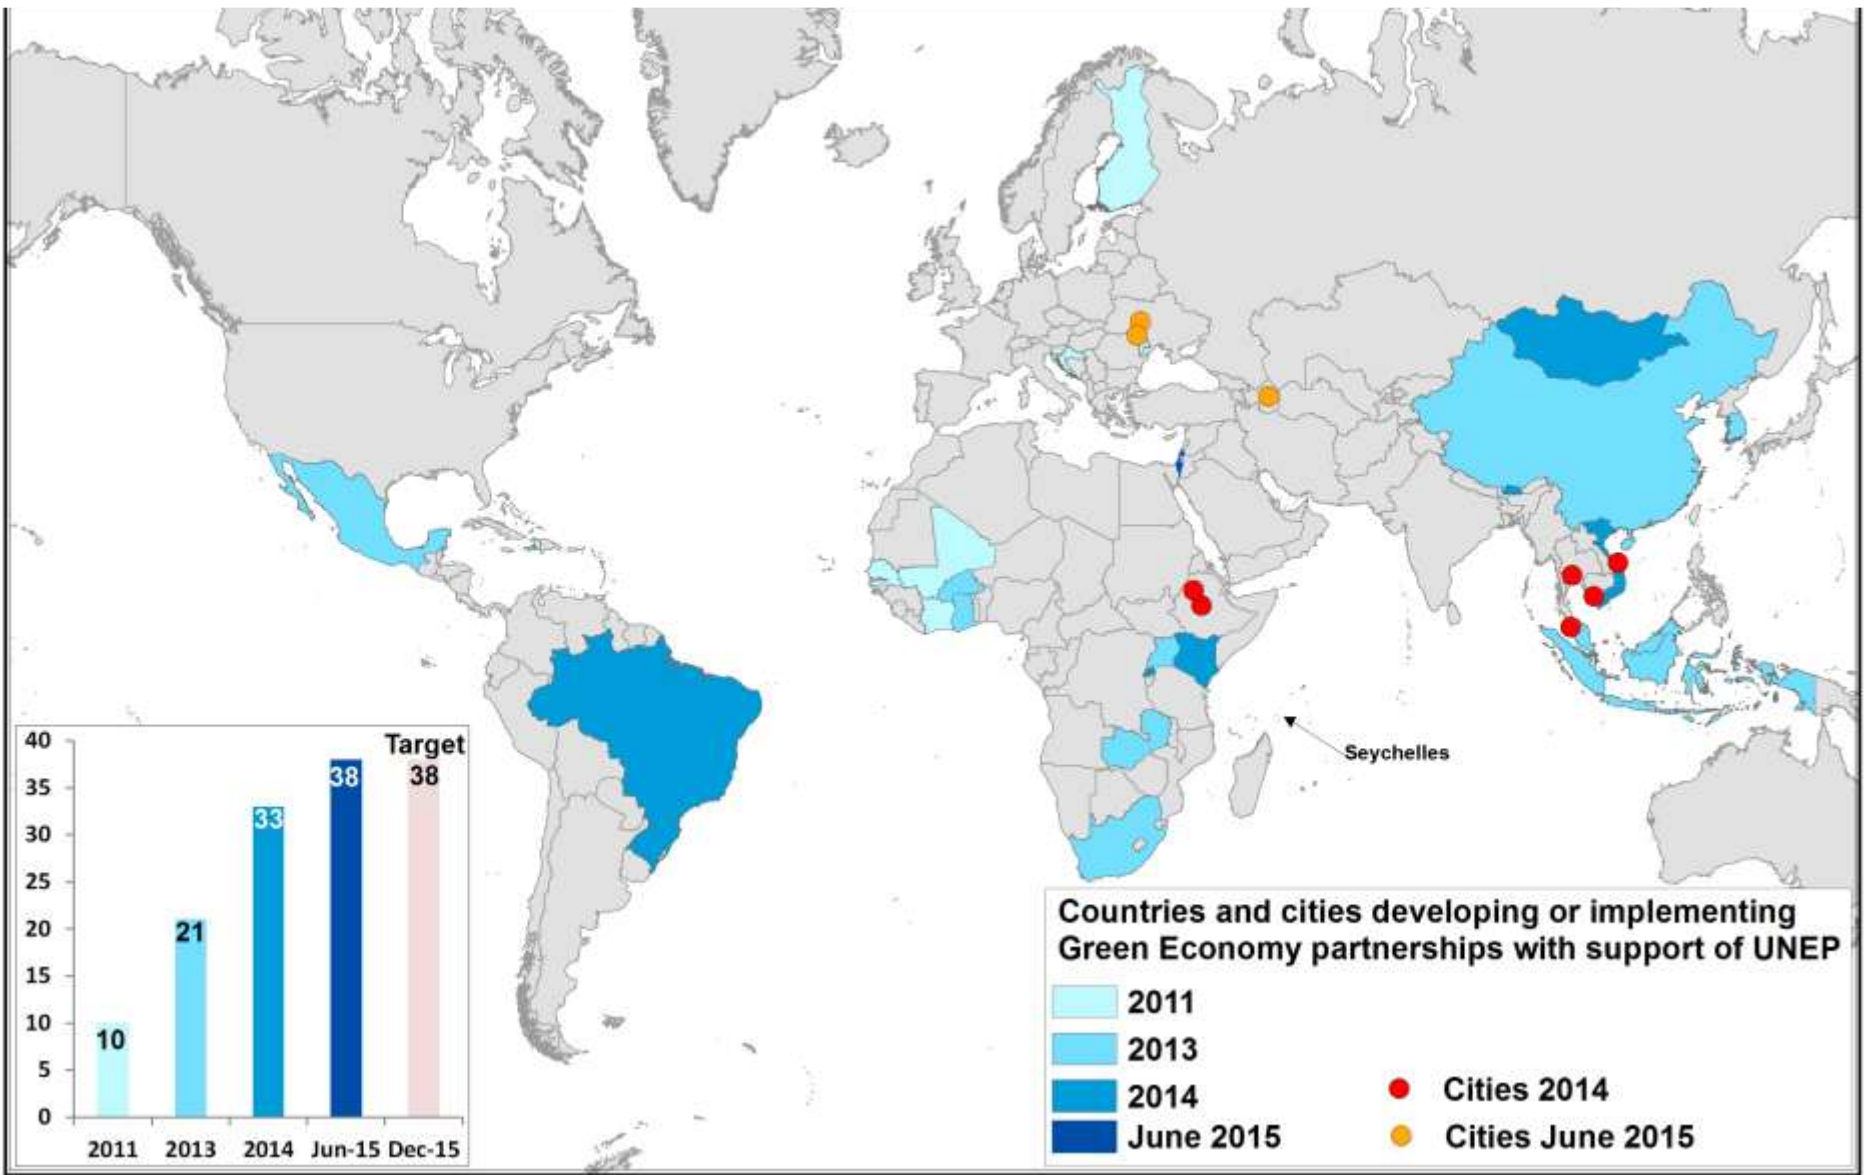 Seychelles
40
35
30
25
20
15
10
5
0
Target
10
21
33
38
38
2011 2013 2014 Jun-15 Dec-15
Countries and cities developing or implementing
Green Economy partnerships with support of UNEP
2011
2013
2014
June 2015
Cities 2014
Cities June 2015